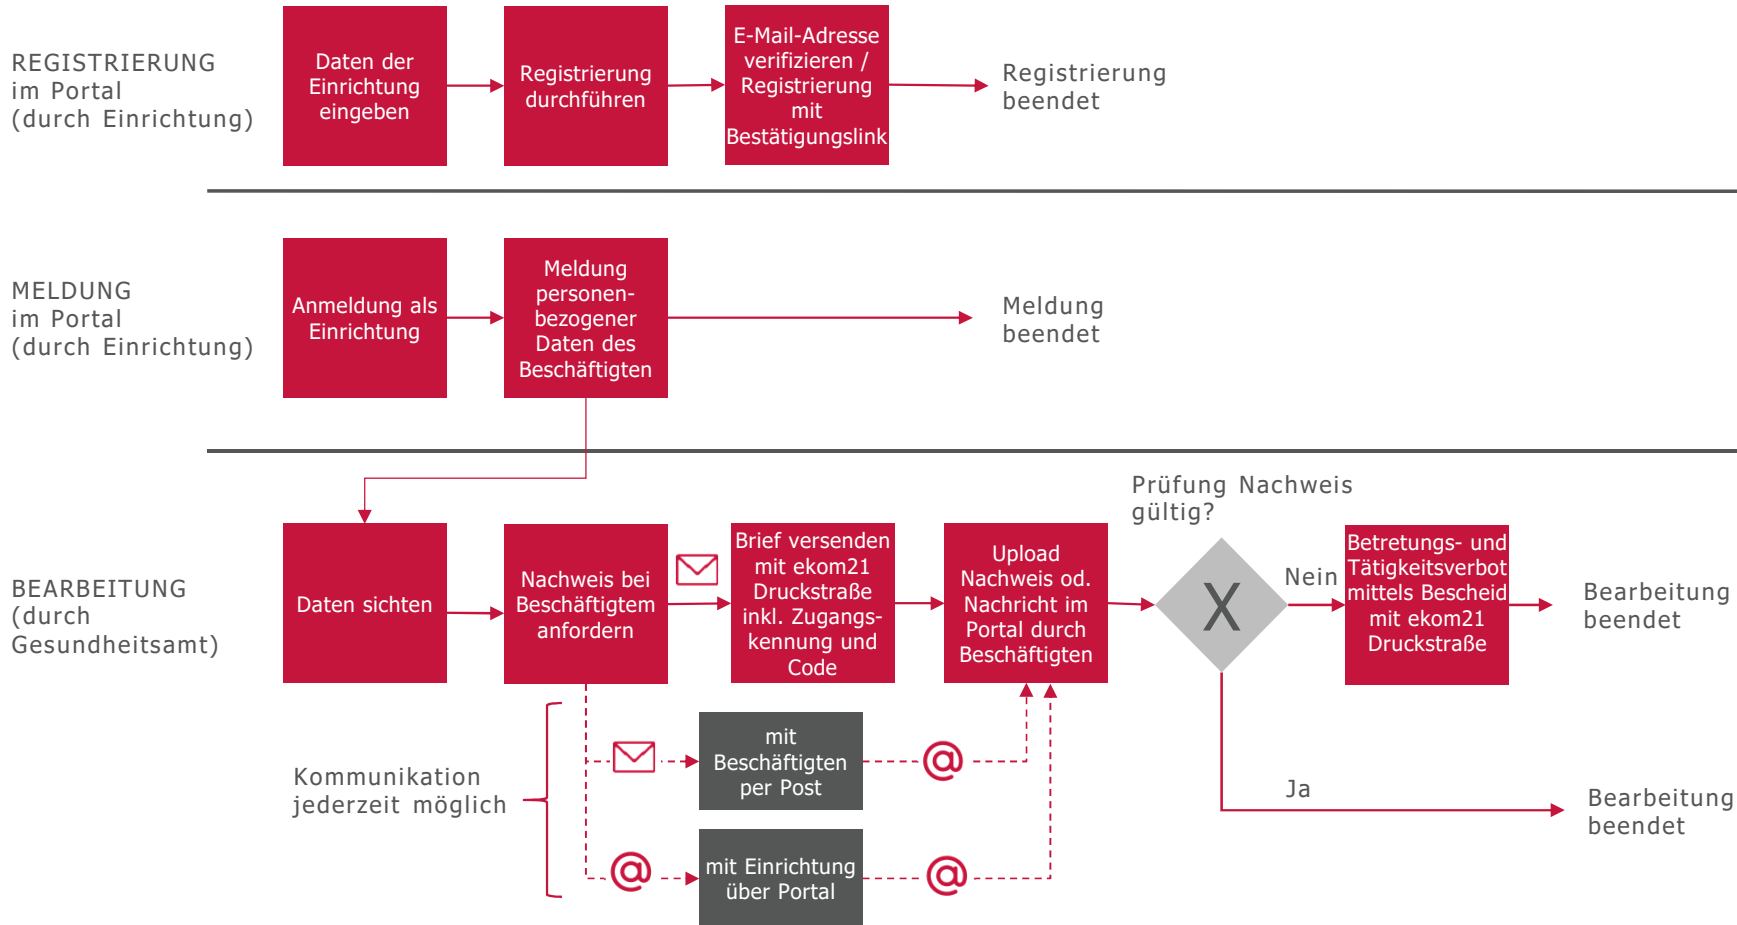 REGISTRIERUNG
im Portal
(durch Einrichtung)
Daten der
Einrichtung
eingeben
Registrierung
durchführen
E-Mail-Adresse
verifizieren /
Registrierung
mit
Bestätigungslink
Registrierung
beendet
MELDUNG
im Portal
(durch Einrichtung)
Anmeldung als
Einrichtung
Meldung
personen-
bezogener
Daten des
Beschäftigten
Meldung
beendet
BEARBEITUNG
(durch
Gesundheitsamt)
Daten sichten
Nachweis bei
Beschäftigtem
anfordern
Brief versenden
mit ekom21
Druckstraße
inkl. Zugangs-
kennung und
Code
Upload
Nachweis od.
Nachricht im
Portal durch
Beschäftigten
Prüfung Nachweis
gültig?
X
Nein
Betretungs- und
Tätigkeitsverbot
mittels Bescheid
mit ekom21
Druckstraße
Bearbeitung
beendet
Kommunikation
jederzeit möglich
mit
Beschäftigten
per Post
@
Ja
Bearbeitung
beendet
@
mit Einrichtung
über Portal
@